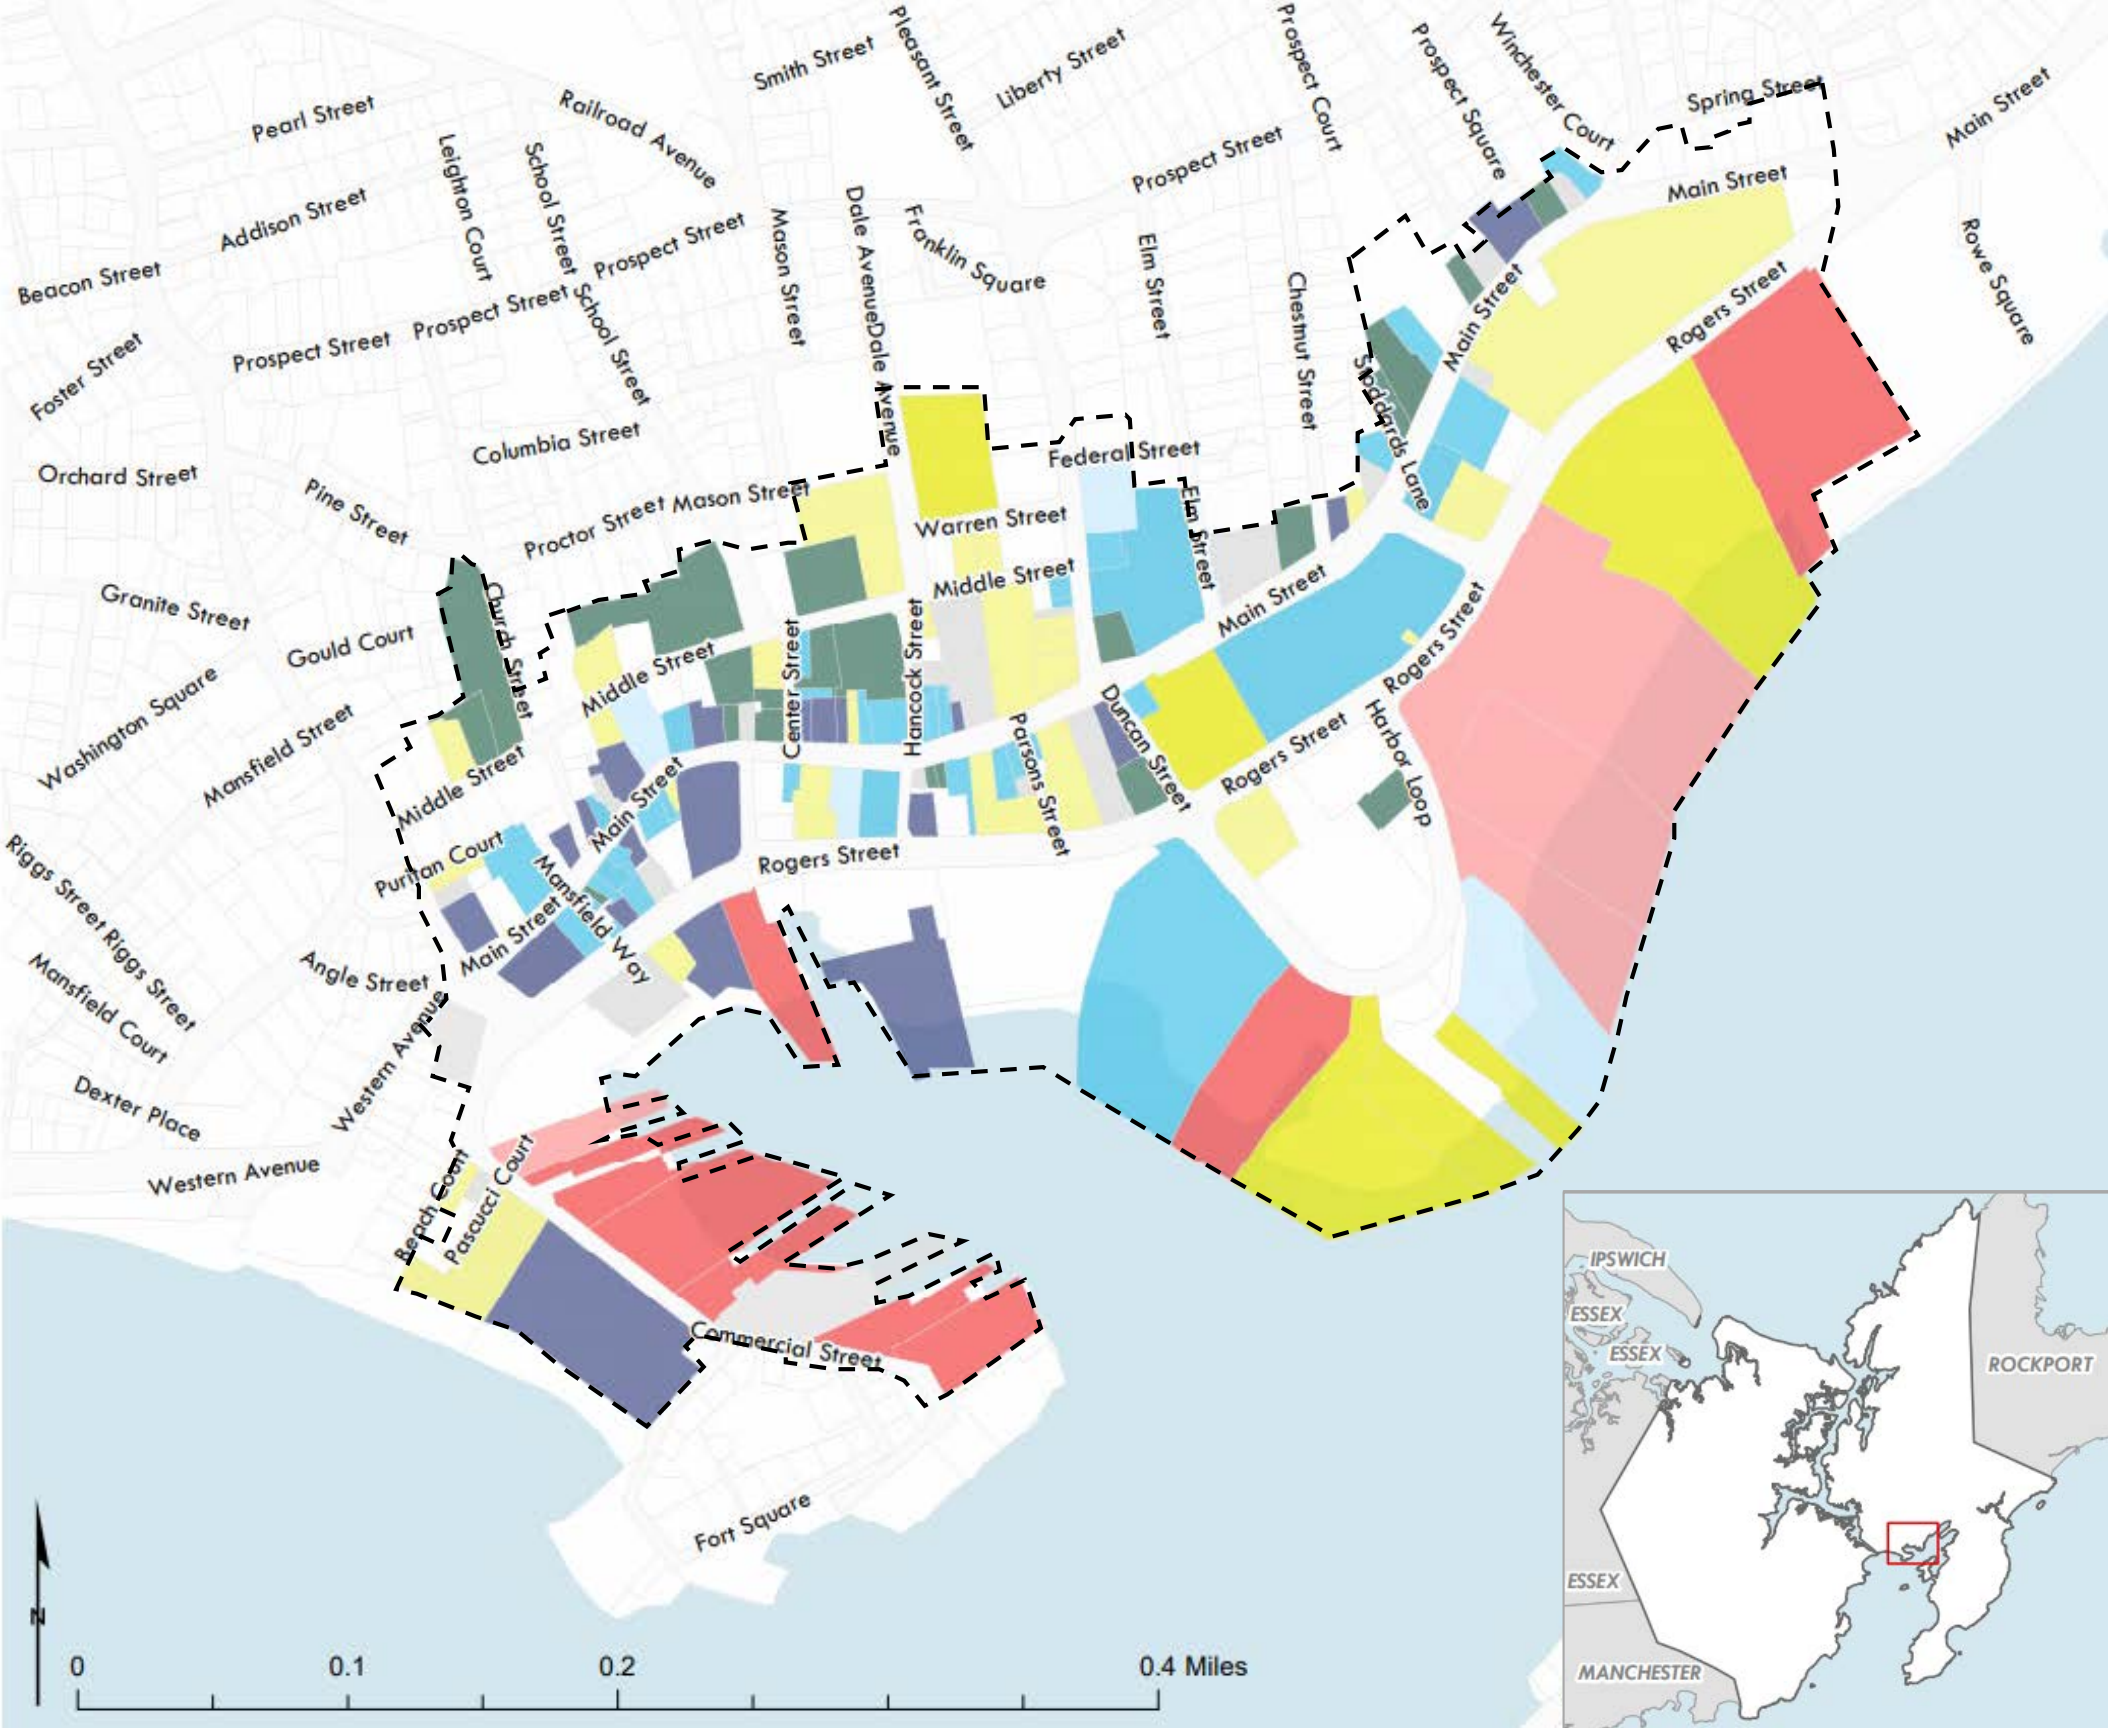 Smith Street
Pleasant Street
Liberty Street
Prospect Court
Prospect Square
Winchester Court
Spring Street
Main Street
Pearl Street
Railroad Avenue
Leighton Court
School Street
Prospect Street
Main Street
Addison Street
Prospect Street
Mason Street
Dale Avenue
Franklin Square
Elm Street
Rowe Square
Beacon Street
Prospect Street
School Street
Chestnut Street
Main Street
Rogers Street
Foster Street
Prospect Street
Dale Avenue
Stoddards Lane
Columbia Street
Federal Street
Orchard Street
Pine Street
Proctor Street
Mason Street
Warren Street
Elm Street
Granite Street
Gould Court
Church Street
Middle Street
Main Street
Washington Square
Mansfield Street
Middle Street
Center Street
Hancock Street
Rogers Street
Middle Street
Parsons Street
Duncan Street
Rogers Street
Harbor Loop
Riggs Street
Riggs Street
Puritan Court
Main Street
Rogers Street
Mansfield Way
Main Street
Mansfield Court
Angle Street
Western Avenue
Dexter Place
Western Avenue
Beach Court
Pascucci Court
Commercial Street
Fort Square
N
0
0.1
0.2
0.4 Miles
IPSWICH
ESSEX
ESSEX
ROCKPORT
ESSEX
MANCHESTER